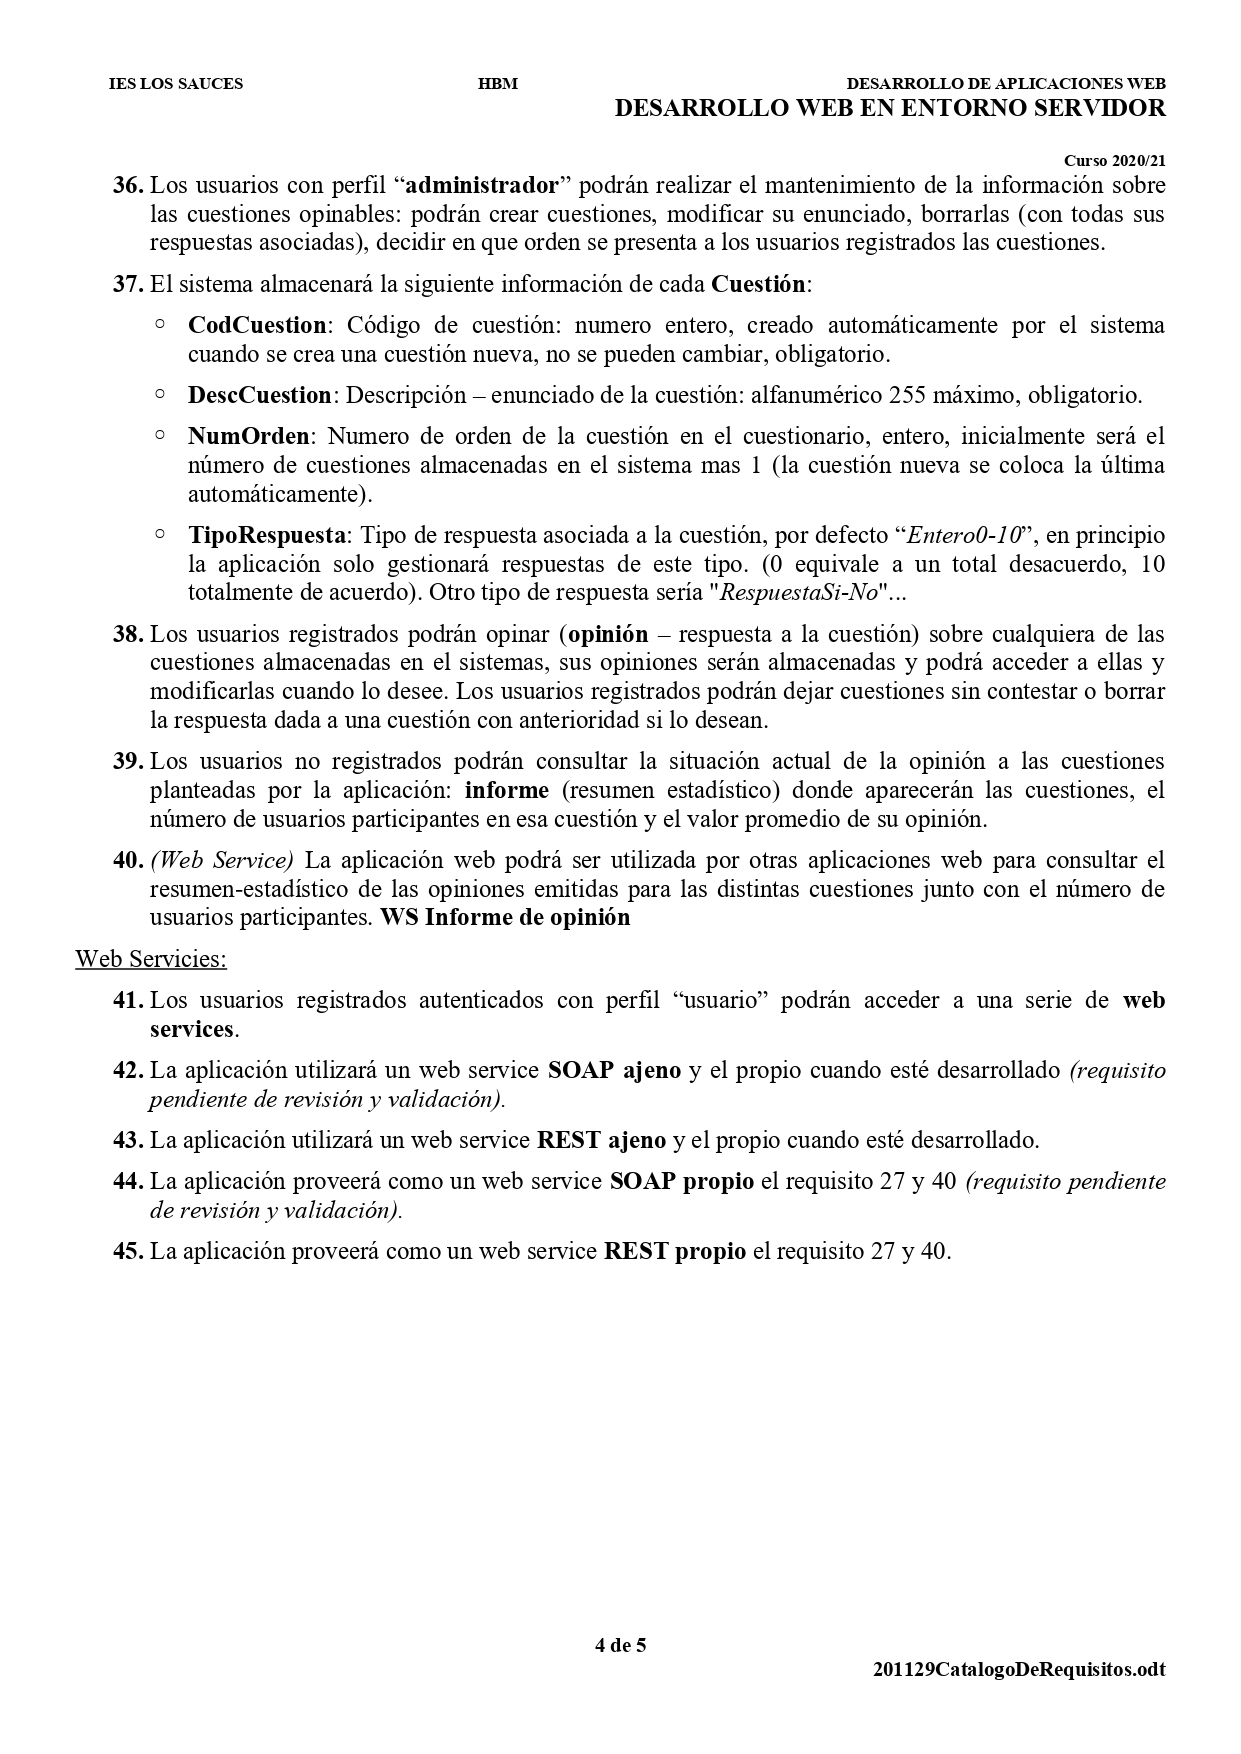 IES LOS SAUCES HBM DESARROLLO DE APLICACIONES WEB
DESARROLLO WEB EN ENTORNO SERVIDOR
Curso 2020/21
36. Los usuarios con perfil “administrador” podrán realizar el mantenimiento de la información sobre
las cuestiones opinables: podrán crear cuestiones, modificar su enunciado, borrarlas (con todas sus
respuestas asociadas), decidir en que orden se presenta a los usuarios registrados las cuestiones.
37. El sistema almacenará la siguiente información de cada Cuestión:
◦ CodCuestion: Código de cuestión: numero entero, creado automáticamente por el sistema
cuando se crea una cuestión nueva, no se pueden cambiar, obligatorio.
◦ DescCuestion: Descripción – enunciado de la cuestión: alfanumérico 255 máximo, obligatorio.
◦ NumOrden: Numero de orden de la cuestión en el cuestionario, entero, inicialmente será el
número de cuestiones almacenadas en el sistema mas 1 (la cuestión nueva se coloca la última
automáticamente).
◦ TipoRespuesta: Tipo de respuesta asociada a la cuestión, por defecto “Entero0-10”, en principio
la aplicación solo gestionará respuestas de este tipo. (0 equivale a un total desacuerdo, 10
totalmente de acuerdo). Otro tipo de respuesta sería "RespuestaSi-No"...
38. Los usuarios registrados podrán opinar (opinión – respuesta a la cuestión) sobre cualquiera de las
cuestiones almacenadas en el sistemas, sus opiniones serán almacenadas y podrá acceder a ellas y
modificarlas cuando lo desee. Los usuarios registrados podrán dejar cuestiones sin contestar o borrar
la respuesta dada a una cuestión con anterioridad si lo desean.
39. Los usuarios no registrados podrán consultar la situación actual de la opinión a las cuestiones
planteadas por la aplicación: informe (resumen estadístico) donde aparecerán las cuestiones, el
número de usuarios participantes en esa cuestión y el valor promedio de su opinión.
40. (Web Service) La aplicación web podrá ser utilizada por otras aplicaciones web para consultar el
resumen-estadístico de las opiniones emitidas para las distintas cuestiones junto con el número de
usuarios participantes. WS Informe de opinión
Web Servicies:
41. Los usuarios registrados autenticados con perfil “usuario” podrán acceder a una serie de web
services.
42. La aplicación utilizará un web service SOAP ajeno y el propio cuando esté desarrollado (requisito
pendiente de revisión y validación).
43. La aplicación utilizará un web service REST ajeno y el propio cuando esté desarrollado.
44. La aplicación proveerá como un web service SOAP propio el requisito 27 y 40 (requisito pendiente
de revisión y validación).
45. La aplicación proveerá como un web service REST propio el requisito 27 y 40.
4 de 5
201129CatalogoDeRequisitos.odt